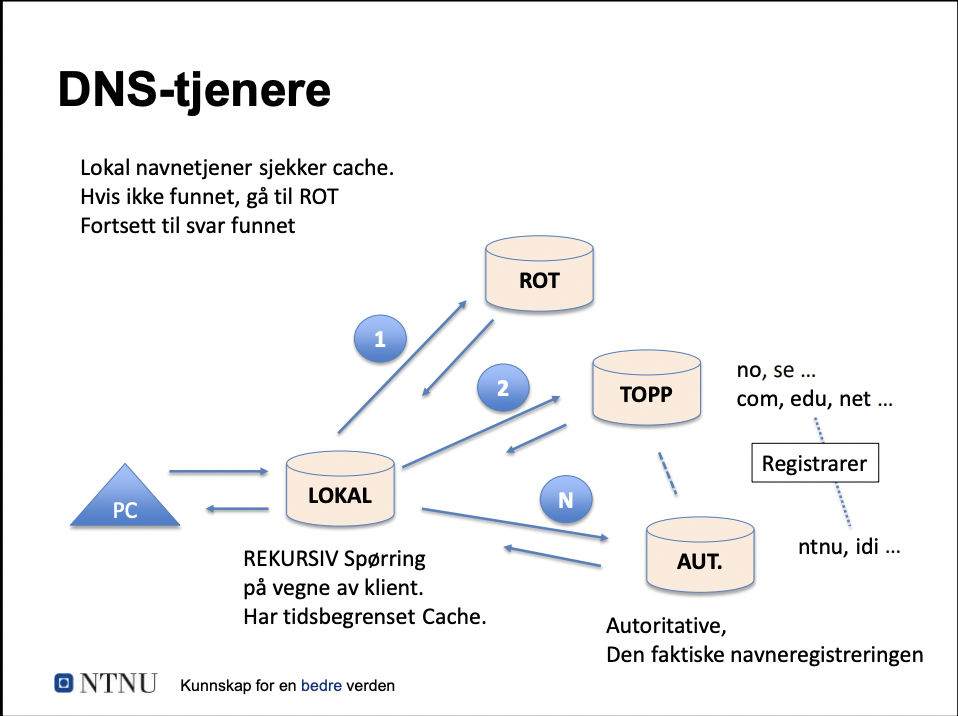 DNS-tjenere
Lokal navnetjener sjekker cache.
Hvis ikke funnet, gå til ROT
Fortsett til svar funnet
ROT
1
2
TOPP
no, se ...
com, edu, net ...
Registrarer
PC
LOKAL
N
AUT.
ntnu, idi ...
REKURSIV Spørring
på vegne av klient.
Har tidsbegrenset Cache.
Autoritative,
Den faktiske navneregistreringen
NTNU
Kunnskap for en bedre verden